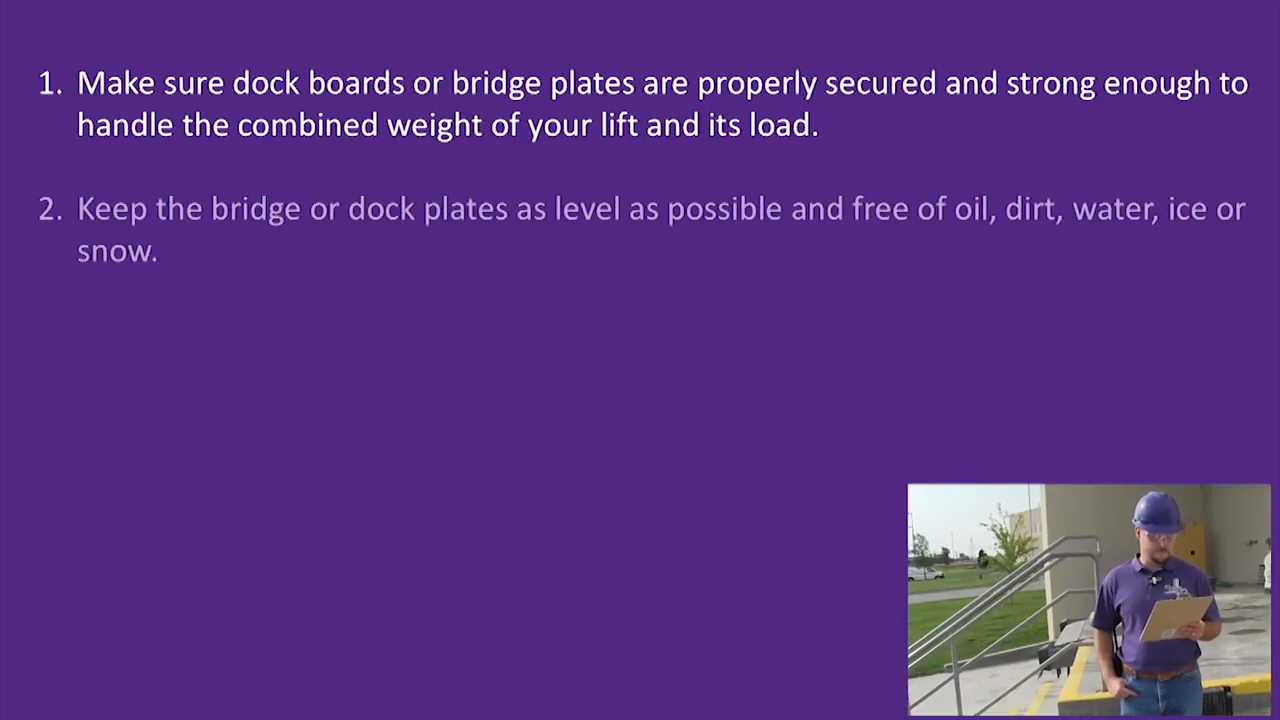 1. Make sure dock boards or bridge plates are properly secured and strong enough to
handle the combined weight of your lift and its load.
2. Keep the bridge or dock plates as level as possible and free of oil, dirt, water, ice or
snow.